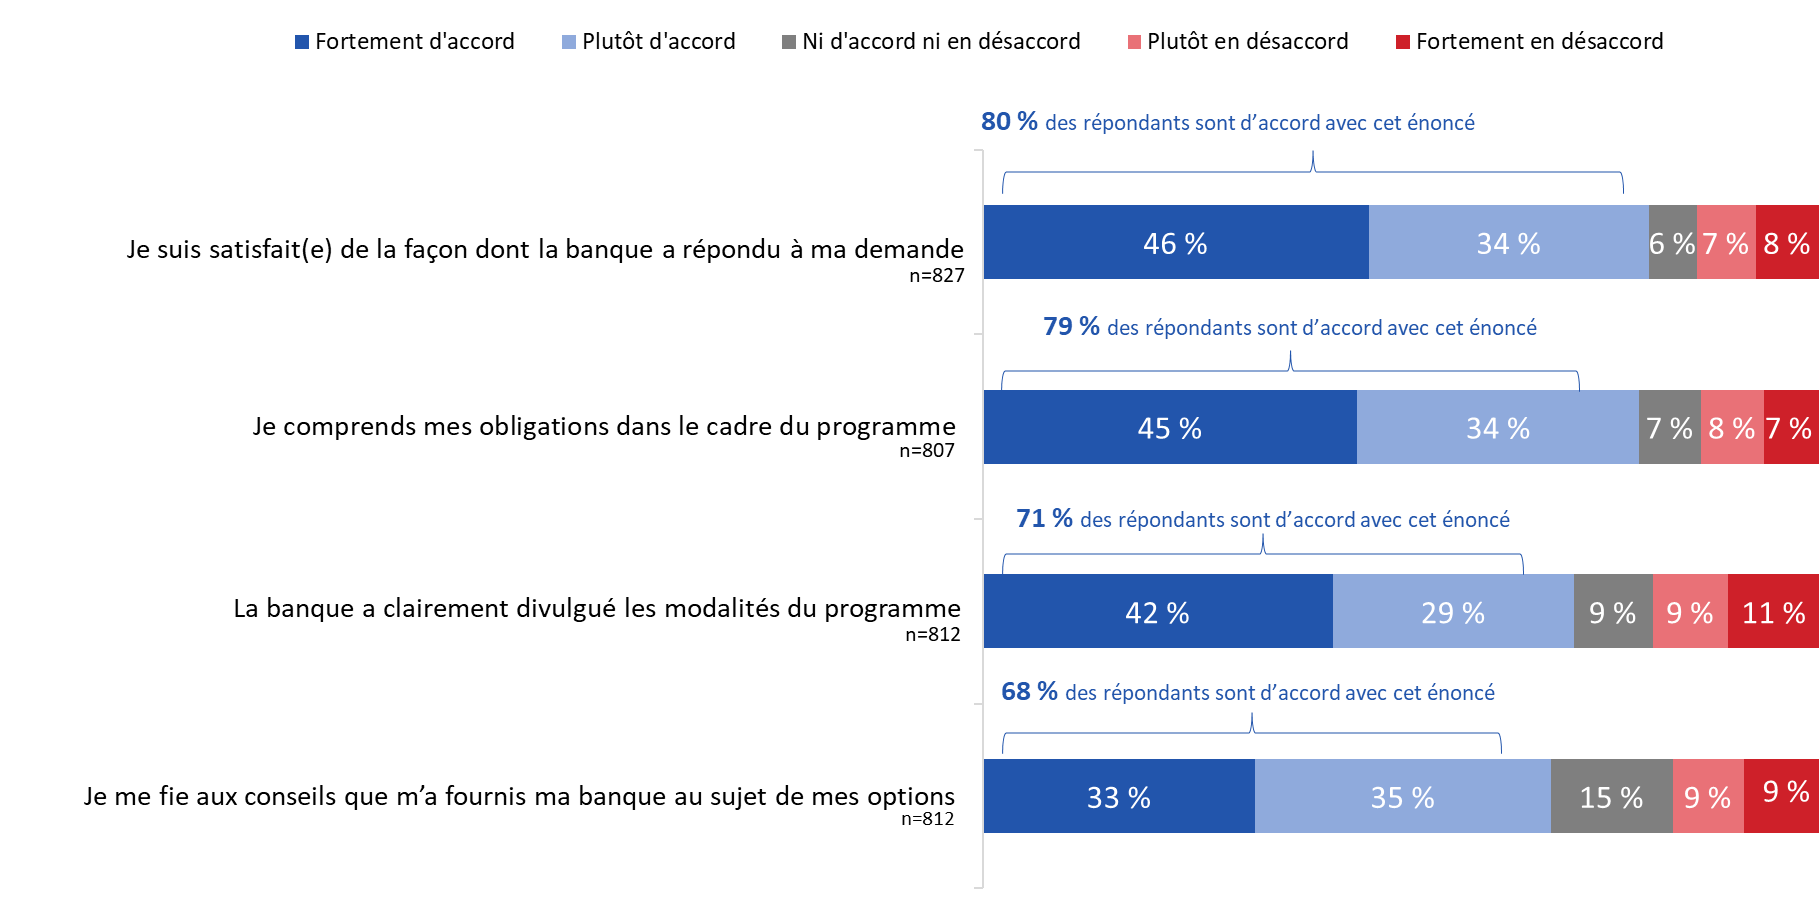 Fortement d'accord Plutôt d'accord Ni d'accord ni en désaccord Plutôt en désaccord Fortement en désaccord
80 % des répondants sont d’accord avec cet énoncé
Je suis satisfait(e) de la façon dont la banque a répondu à ma demande
n=827
46 % 34 % 6 % 7 % 8 %
79 % des répondants sont d’accord avec cet énoncé
Je comprends mes obligations dans le cadre du programme
n=807
45 % 34 % 7 % 8 % 7 %
71 % des répondants sont d’accord avec cet énoncé
La banque a clairement divulgué les modalités du programme
n=812
42 % 29 % 9 % 9 % 11 %
68 % des répondants sont d’accord avec cet énoncé
Je me fie aux conseils que m’a fournis ma banque au sujet de mes options
n=812
33 % 35 % 15 % 9 % 9 %